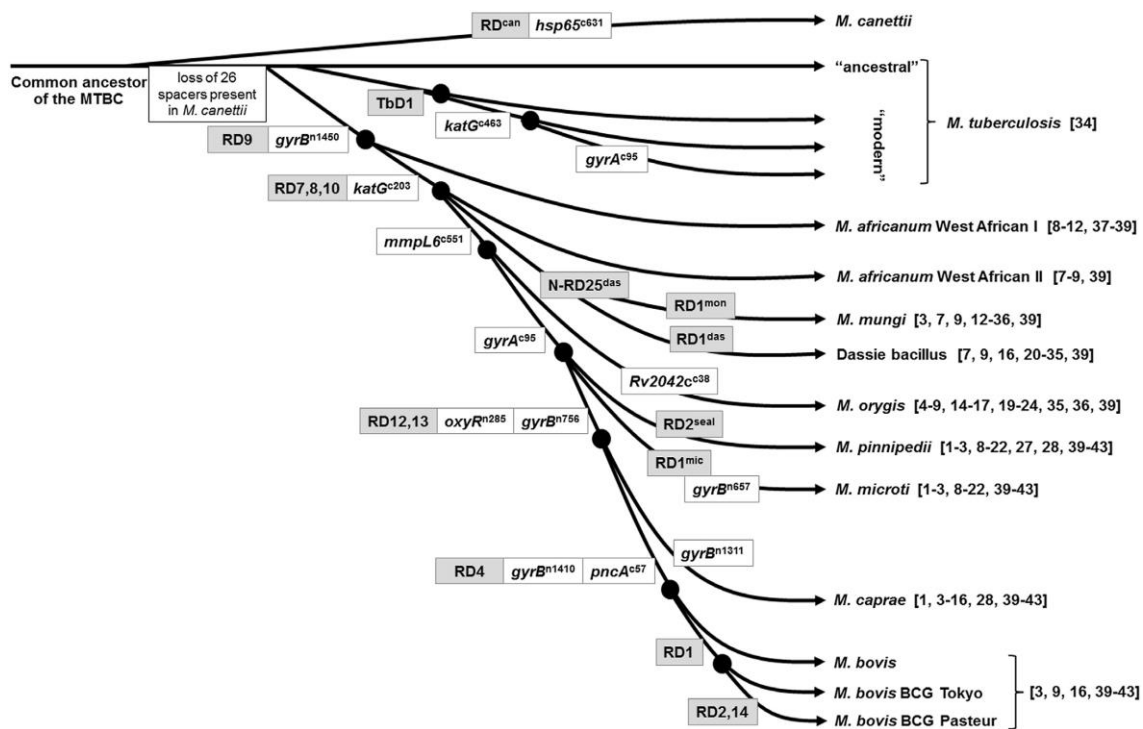 RDcan hsp65c631
M. canettii
Common ancestor
of the MTBC
loss of 26
spacers present
in M. canettii
"ancestral"
TbD1
katGc463
gyrAc95
"modern"
M. tuberculosis [34]
RD9 gyrBn1450
RD7,8,10 katGc203
M. africanum West African I [8-12, 37-39]
mmpL6c551
N-RD25das
M. africanum West African II [7-9, 39]
RD1mon
M. mungi [3, 7, 9, 12-36, 39]
gyrAc95
RD1das
Dassie bacillus [7, 9, 16, 20-35, 39]
Rv2042cc38
M. orygis [4-9, 14-17, 19-24, 35, 36, 39]
RD12,13 oxyRn285 gyrBn756
RD2seal
M. pinnipedii [1-3, 8-22, 27, 28, 39-43]
RD1mic
gyrBn657
M. microti [1-3, 8-22, 39-43]
gyrBn1311
RD4 gyrBn1410 pncAc57
M. caprae [1, 3-16, 28, 39-43]
RD1
M. bovis
M. bovis BCG Tokyo
[3, 9, 16, 39-43]
RD2,14
M. bovis BCG Pasteur